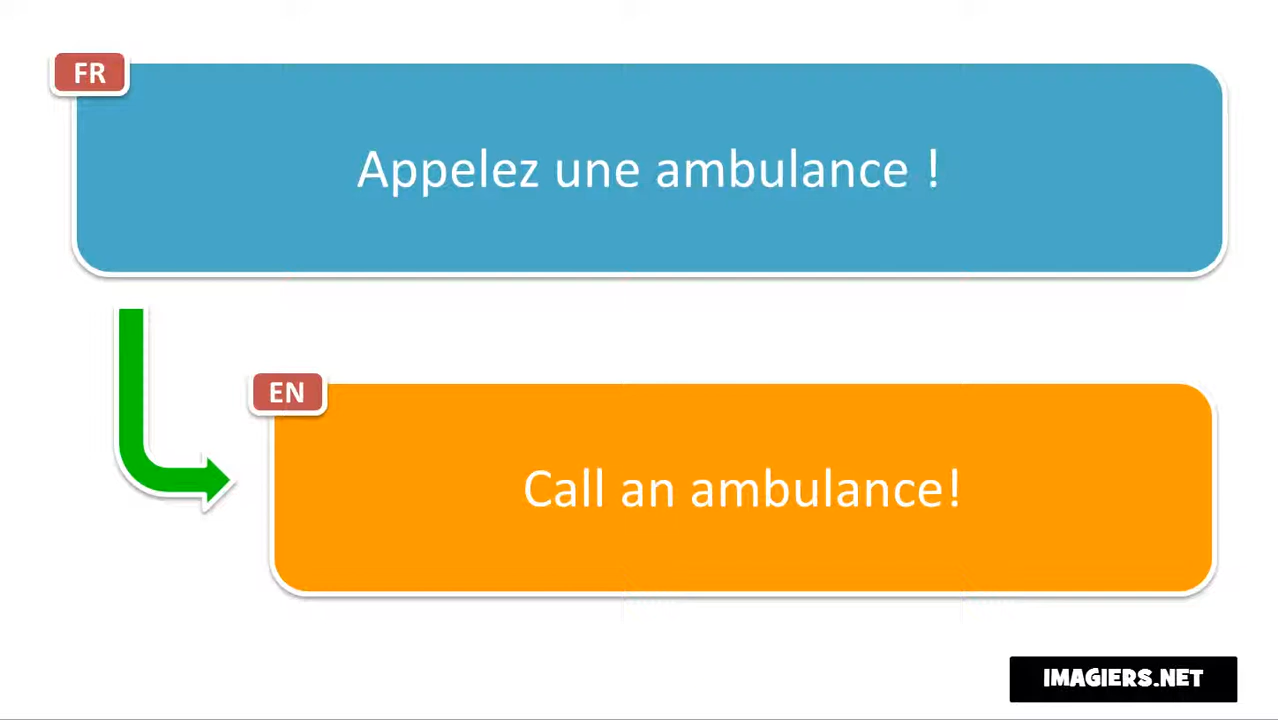 FR
Appelez une ambulance !
EN
Call an ambulance!
IMAGIERS.NET